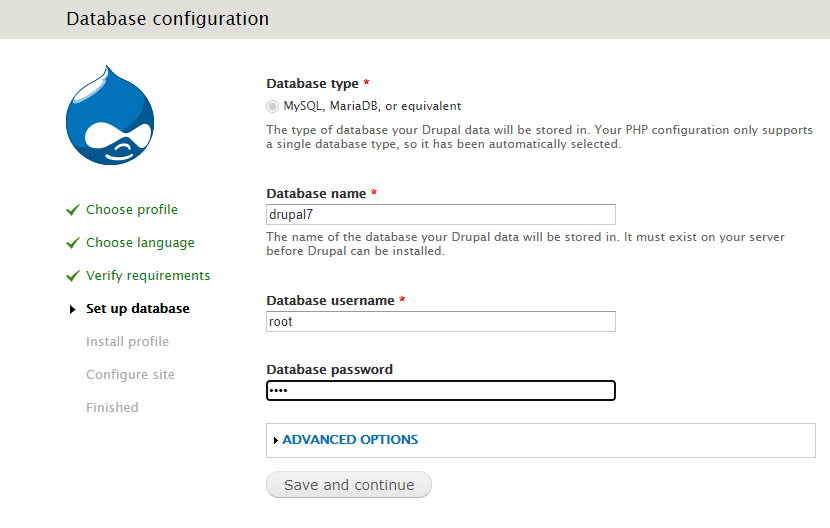 Database configuration
Choose profile
Choose language
Verify requirements
Set up database
Install profile
Configure site
Finished
Database type *
MySQL, MariaDB, or equivalent
The type of database your Drupal data will be stored in. Your PHP configuration only supports
a single database type, so it has been automatically selected.
Database name *
drupal7
The name of the database your Drupal data will be stored in. It must exist on your server
before Drupal can be installed.
Database username *
root
Database password
••••
ADVANCED OPTIONS
Save and continue